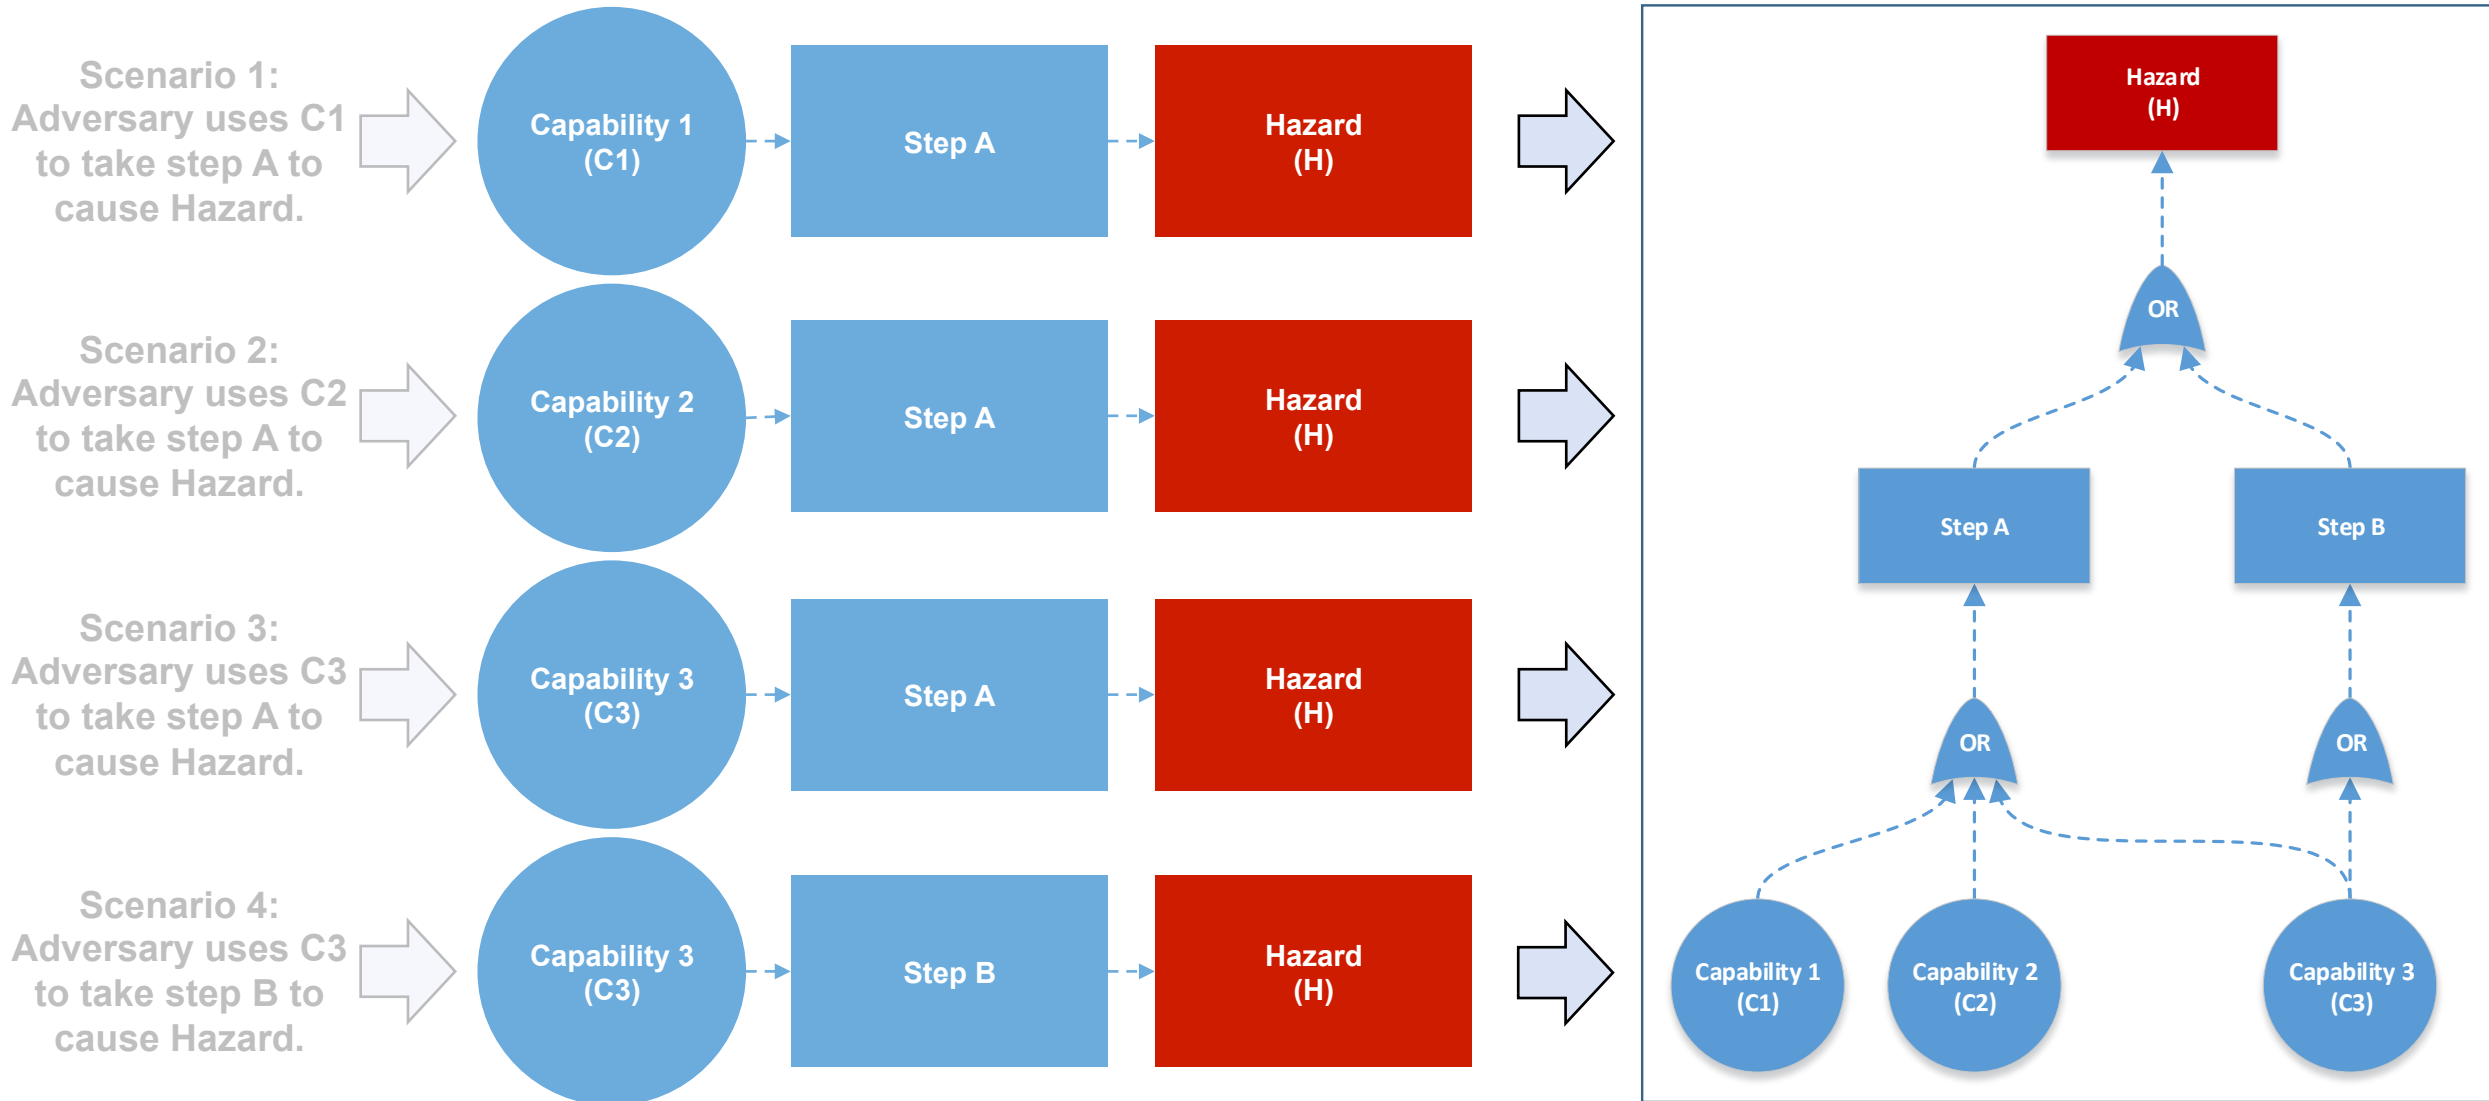 Scenario 1:
Adversary uses C1
to take step A to
cause Hazard.
Capability 1
(C1)
Step A
Hazard
(H)
Scenario 2:
Adversary uses C2
to take step A to
cause Hazard.
Capability 2
(C2)
Step A
Hazard
(H)
Scenario 3:
Adversary uses C3
to take step A to
cause Hazard.
Capability 3
(C3)
Step A
Hazard
(H)
Scenario 4:
Adversary uses C3
to take step B to
cause Hazard.
Capability 3
(C3)
Step B
Hazard
(H)
Hazard
(H)
OR
Step A
Step B
OR
OR
Capability 1
(C1)
Capability 2
(C2)
Capability 3
(C3)